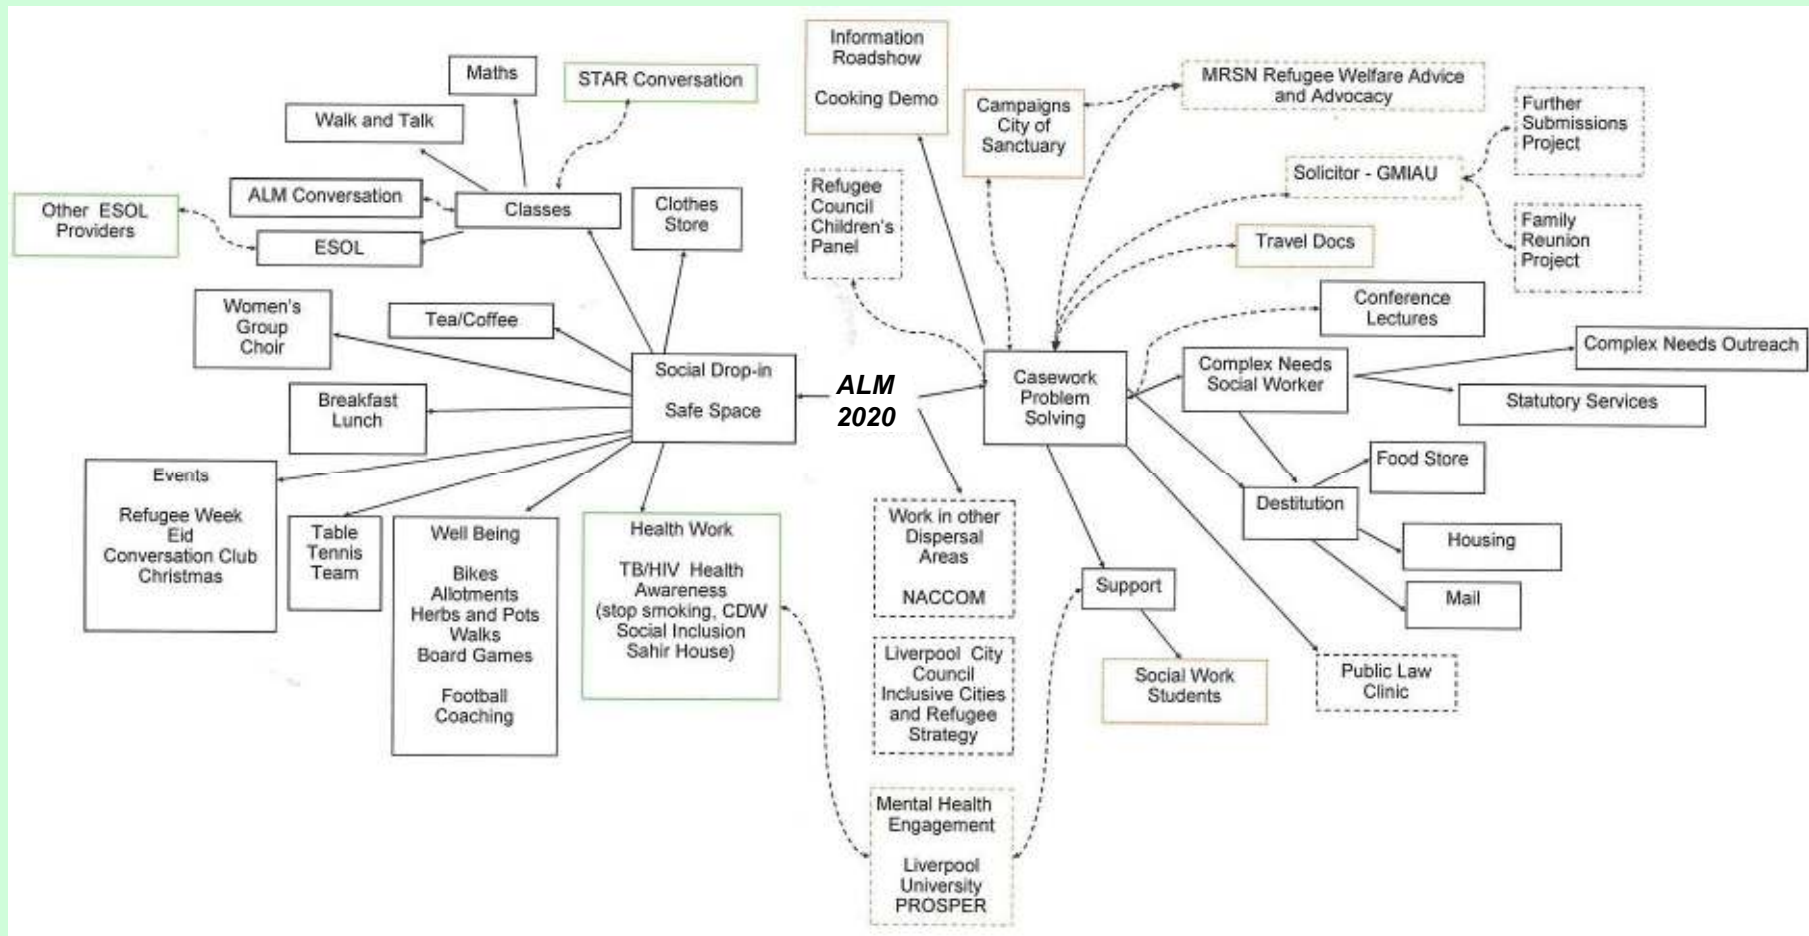 Information
Roadshow
Cooking Demo
Maths
STAR Conversation
MRSN Refugee Welfare Advice
and Advocacy
Campaigns
City of
Sanctuary
Further
Submissions
Project
Walk and Talk
Solicitor - GMIAU
Refugee
Council
Children's
Panel
ALM Conversation
Classes
Clothes
Store
Other ESOL
Providers
ESOL
Travel Docs
Family
Reunion
Project
Women's
Group
Choir
Tea/Coffee
Conference
Lectures
Complex Needs Outreach
Social Drop-in
Safe Space
ALM
2020
Casework
Problem
Solving
Complex Needs
Social Worker
Statutory Services
Breakfast
Lunch
Food Store
Events
Refugee Week
Eid
Conversation Club
Christmas
Table
Tennis
Team
Well Being
Bikes
Allotments
Herbs and Pots
Walks
Board Games
Football
Coaching
Health Work
TB/HIV Health
Awareness
(stop smoking, CDW
Social Inclusion
Sahir House)
Work in other
Dispersal
Areas
NACCOM
Destitution
Housing
Mail
Support
Liverpool City
Council
Inclusive Cities
and Refugee
Strategy
Social Work
Students
Public Law
Clinic
Mental Health
Engagement
Liverpool
University
PROSPER